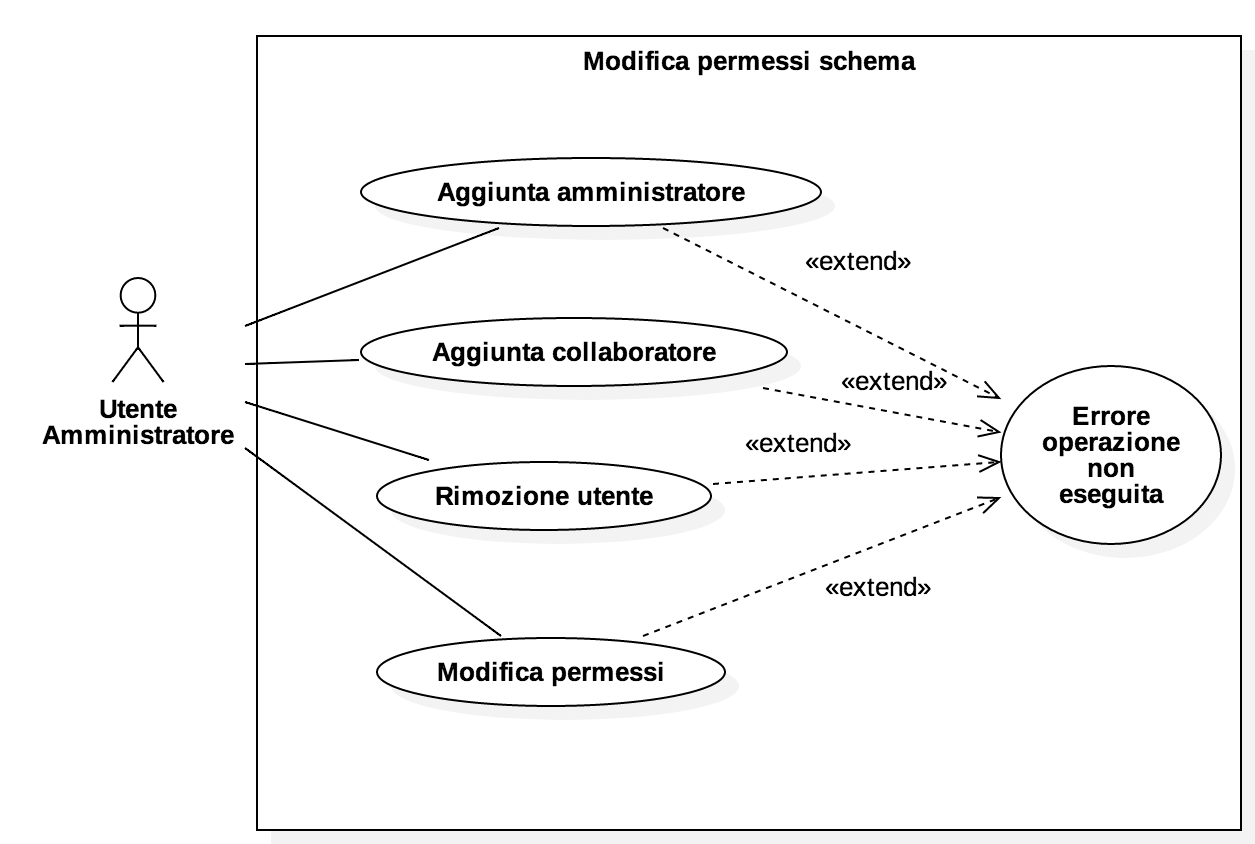 Modifica permessi schema
Aggiunta amministratore
«extend»
Aggiunta collaboratore
«extend»
Utente
Amministratore
«extend»
Errore
operazione
non
eseguita
Rimozione utente
«extend»
Modifica permessi